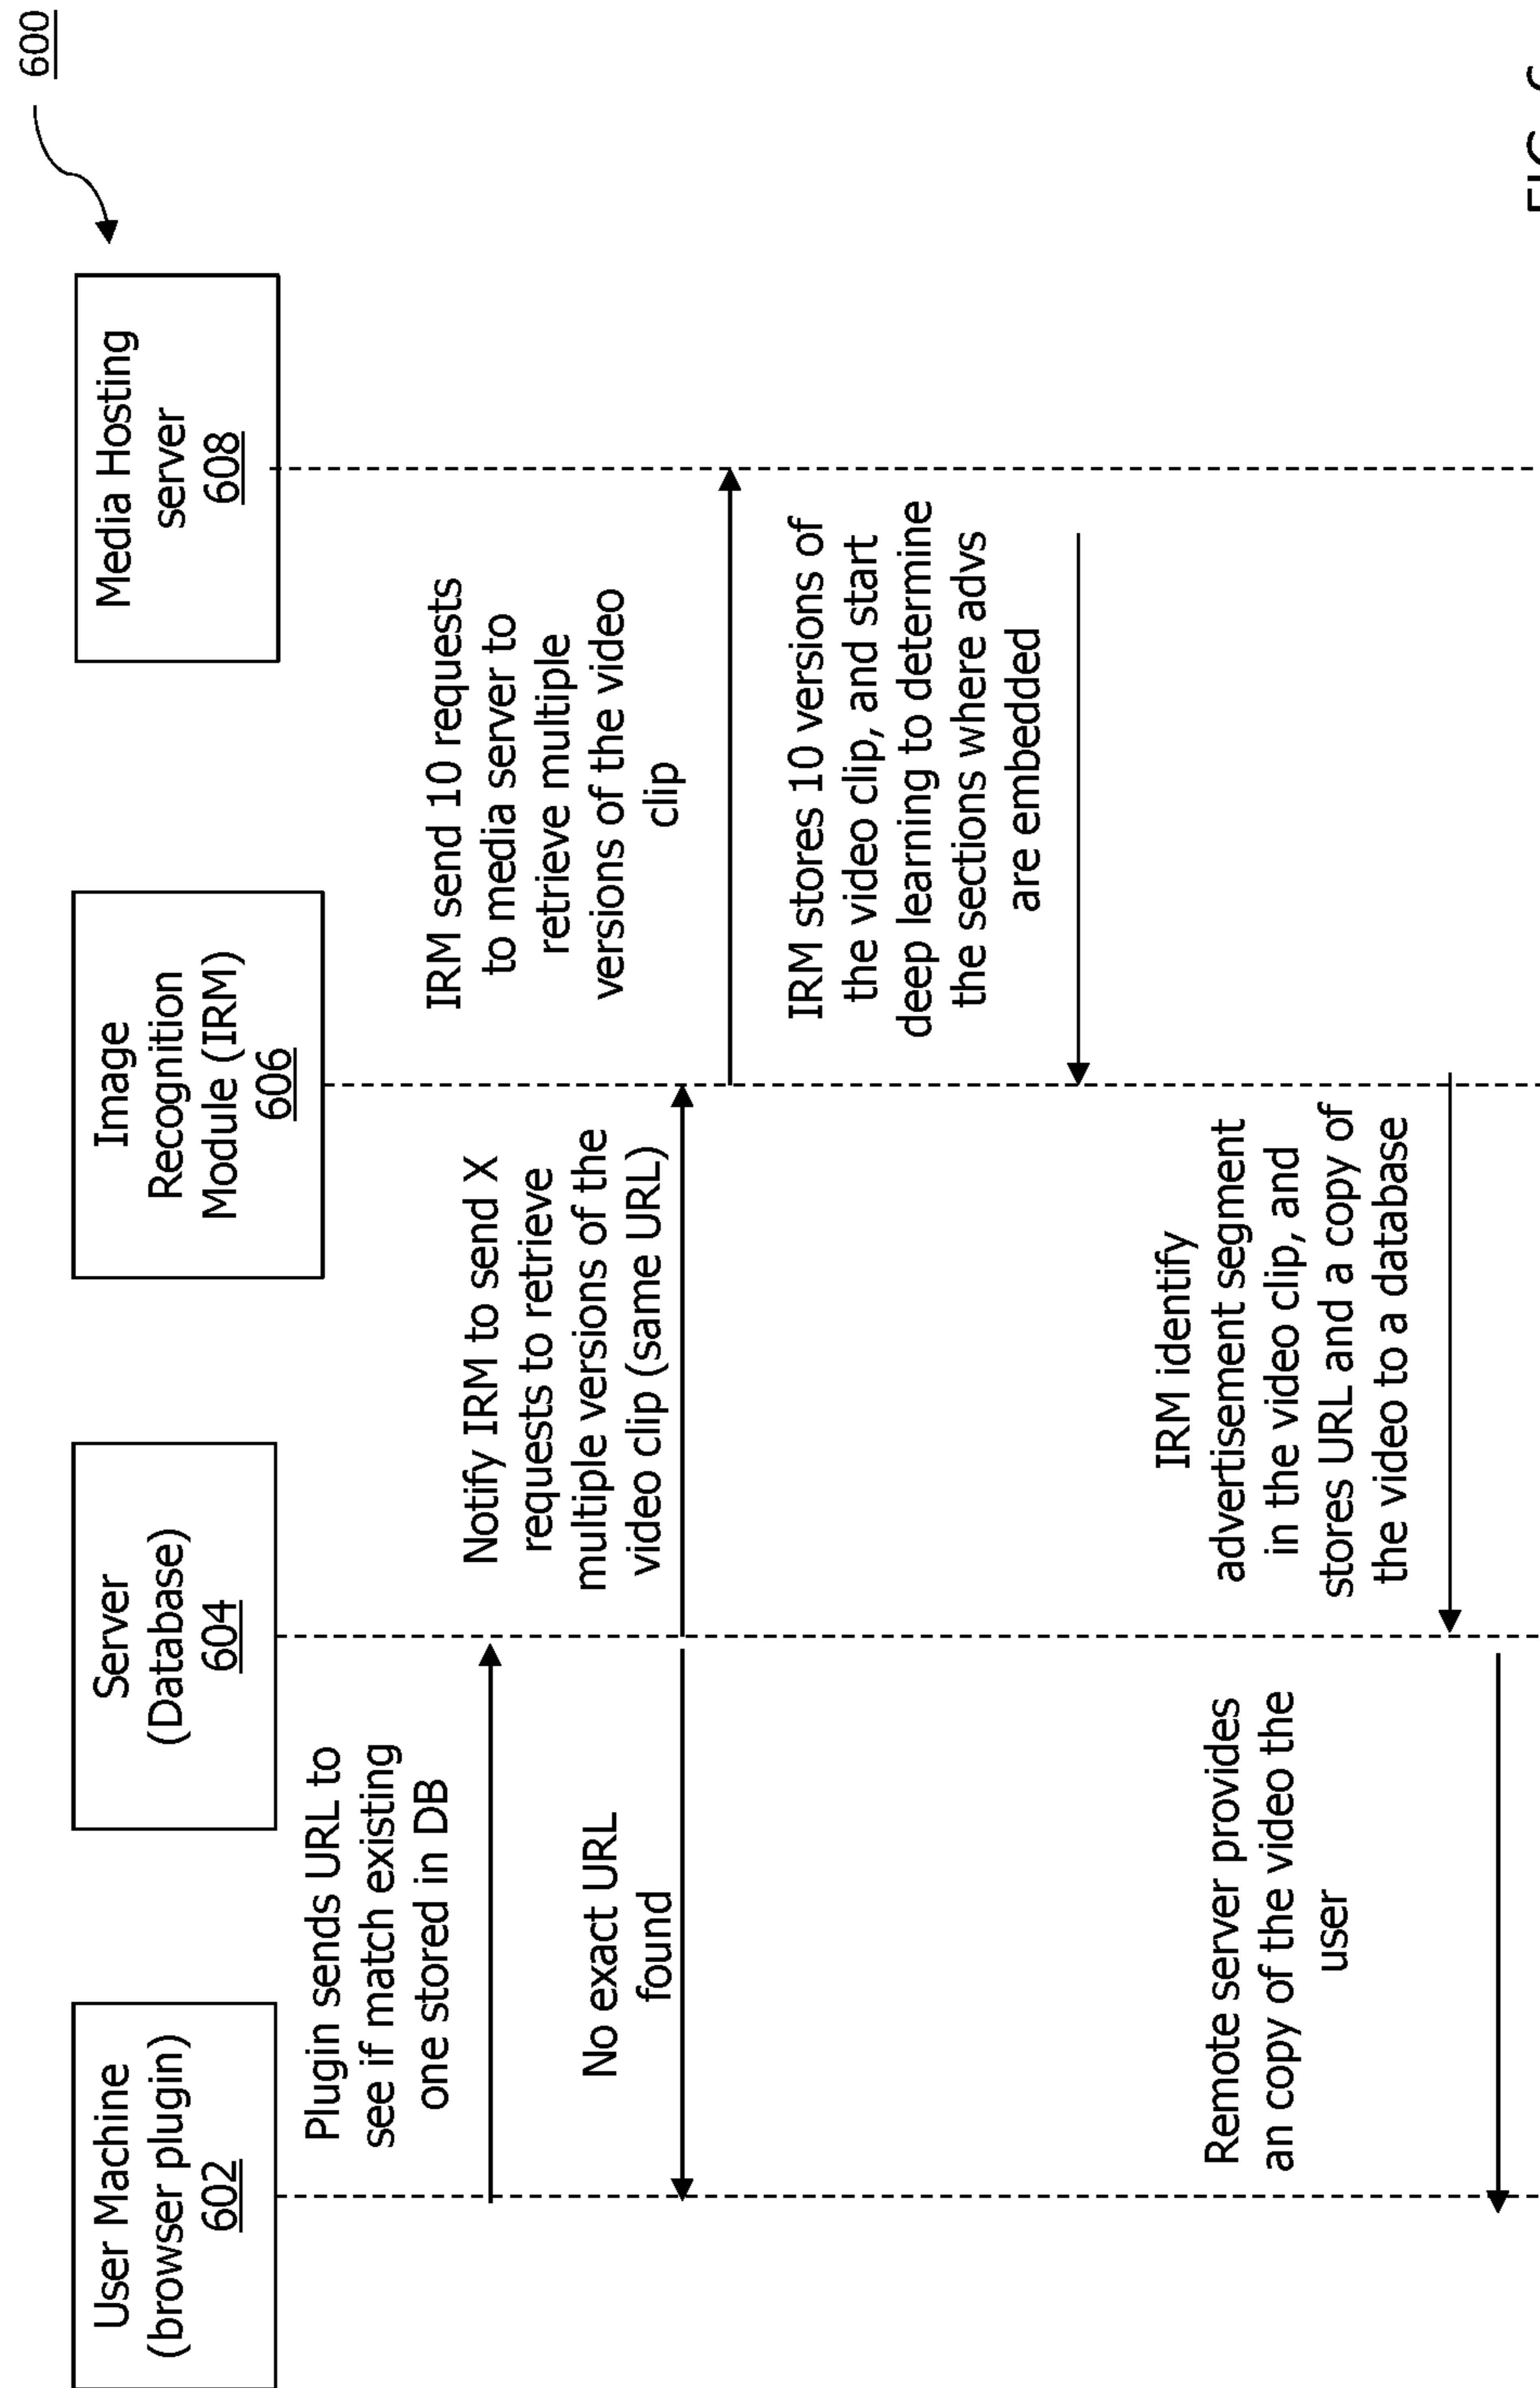 600
User Machine
(browser plugin)
602
Server
(Database)
604
Image
Recognition
Module (IRM)
606
Media Hosting
server
608
Plugin sends URL to
see if match existing
one stored in DB
No exact URL
found
Notify IRM to send X
requests to retrieve
multiple versions of the
video clip (same URL)
IRM send 10 requests
to media server to
retrieve multiple
versions of the video
clip
IRM stores 10 versions of
the video clip, and start
deep learning to determine
the sections where advs
are embedded
IRM identify
advertisement segment
in the video clip, and
stores URL and a copy of
the video to a database
Remote server provides
an copy of the video the
user